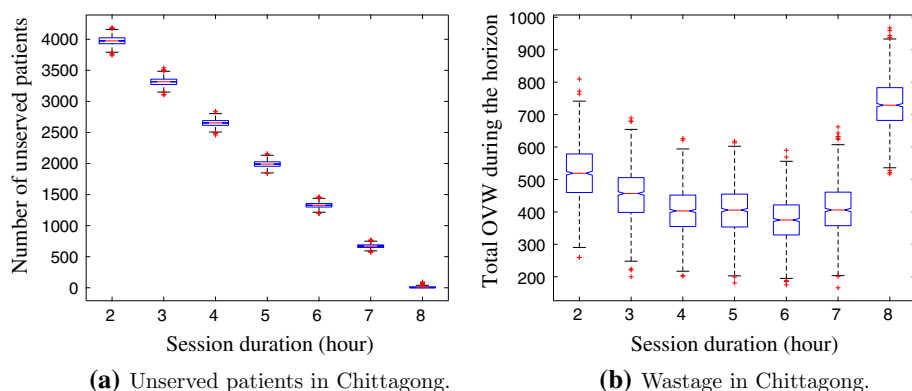 4000
3500
3000
2500
2000
1500
1000
500
0
Number of unserved patients
2 3 4 5 6 7 8
Session duration (hour)
(a) Unserved patients in Chittagong.
1000
900
800
700
600
500
400
300
200
Total OVW during the horizon
2 3 4 5 6 7 8
Session duration (hour)
(b) Wastage in Chittagong.